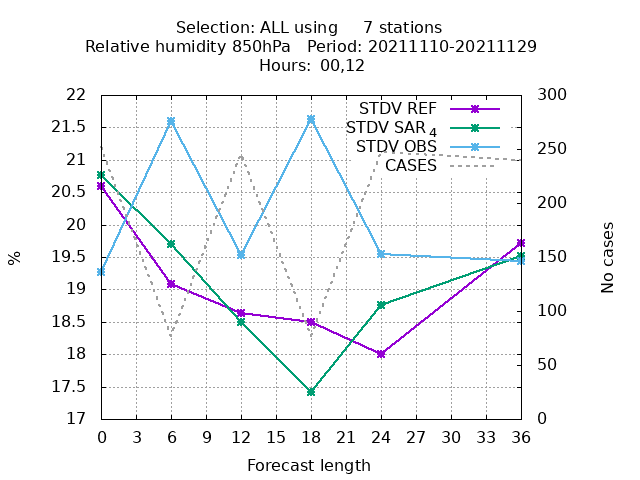 Selection: ALL using 7 stations
Relative humidity 850hPa Period: 20211110-20211129
Hours: 00,12
22 300
STDV REF
21.5
STDV SAR 4
STDV OBS
21 250
CASES
20.5
20 200
19.5 150
% No cases
19
18.5 100
18 50
17.5
17 0
0 3 6 9 12 15 18 21 24 27 30 33 36
Forecast length